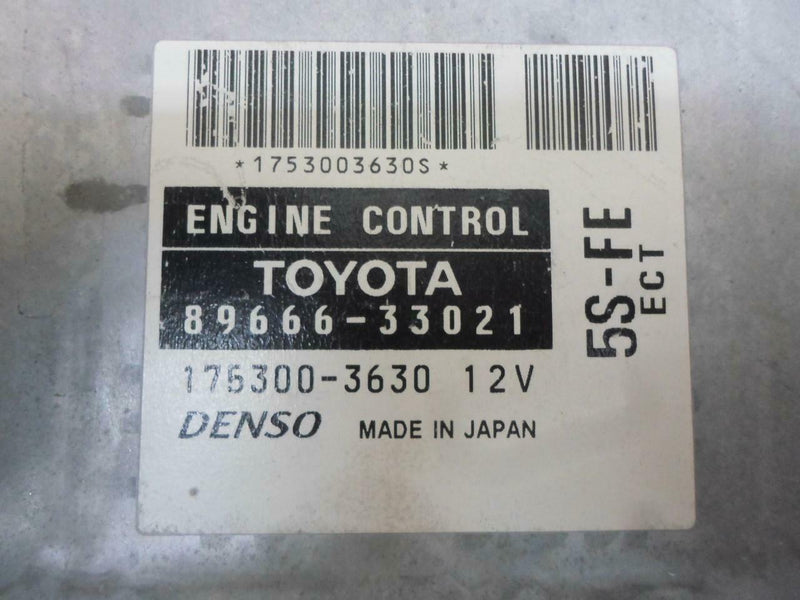 *1753003630S*
ENGINE CONTROL
TOYOTA
89666-33021
175300-3630 12V
DENSO MADE IN JAPAN
5S-FE
ECT